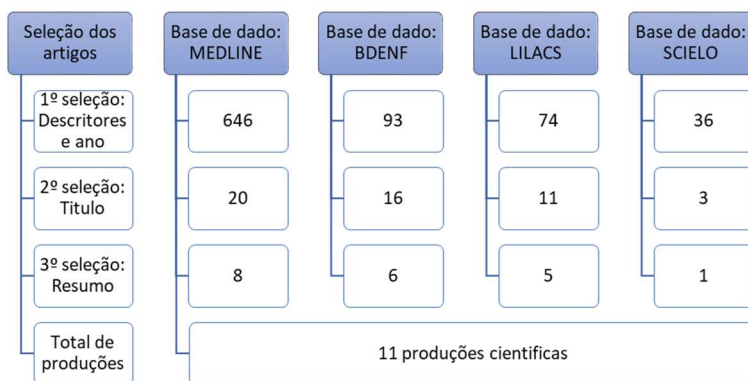 Seleção dos
artigos
Base de dado:
MEDLINE
Base de dado:
BDENF
Base de dado:
LILACS
Base de dado:
SCIELO
1º seleção:
Descritores
e ano
646
93
74
36
2º seleção:
Titulo
20
16
11
3
3º seleção:
Resumo
8
6
5
1
Total de
produções
11 produções cientificas